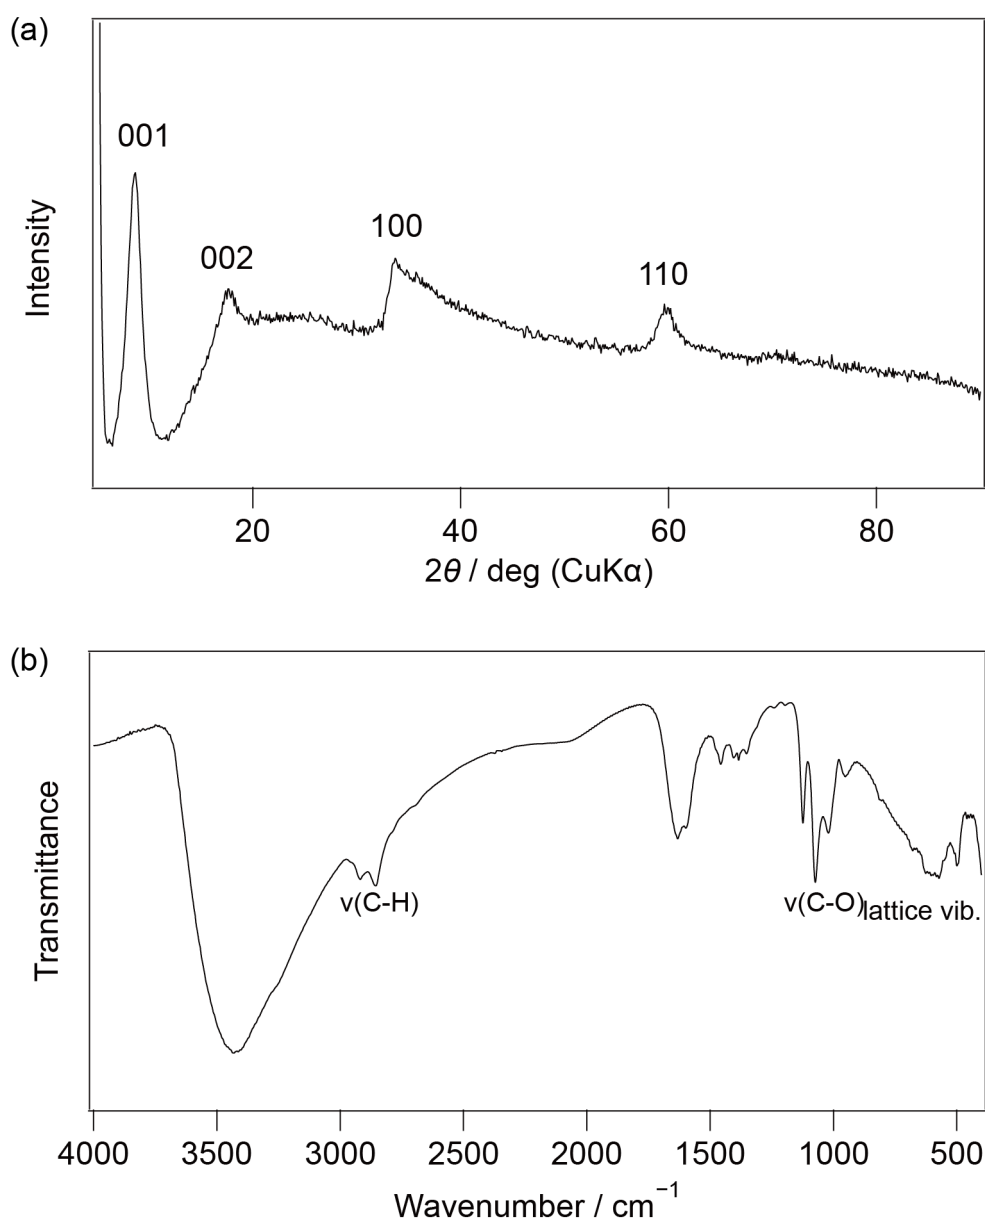 (a)
001
002
100
110
Intensity
20 40 60 80
2θ / deg (CuKα)
(b)
Transmittance
ν(C-H)
ν(C-O)
lattice vib.
4000 3500 3000 2500 2000 1500 1000 500
Wavenumber / cm⁻¹